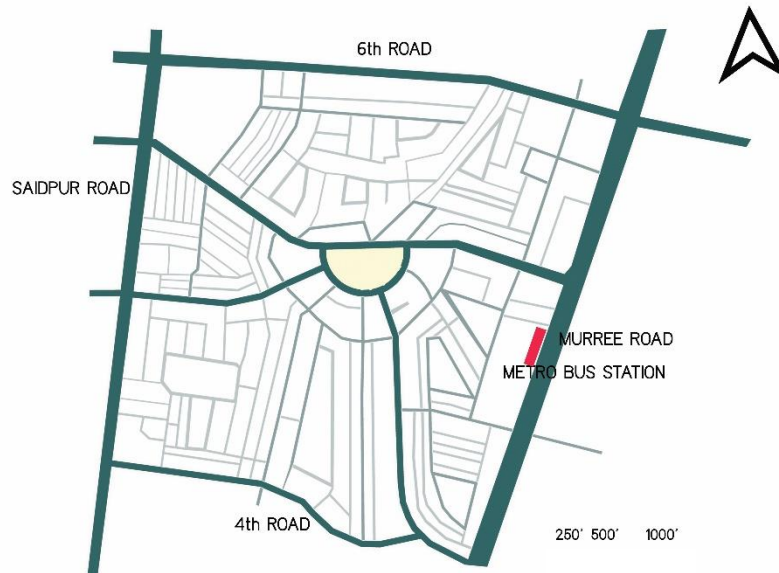 6th ROAD
SAIDPUR ROAD
MURREE ROAD
METRO BUS STATION
4th ROAD
250' 500' 1000'